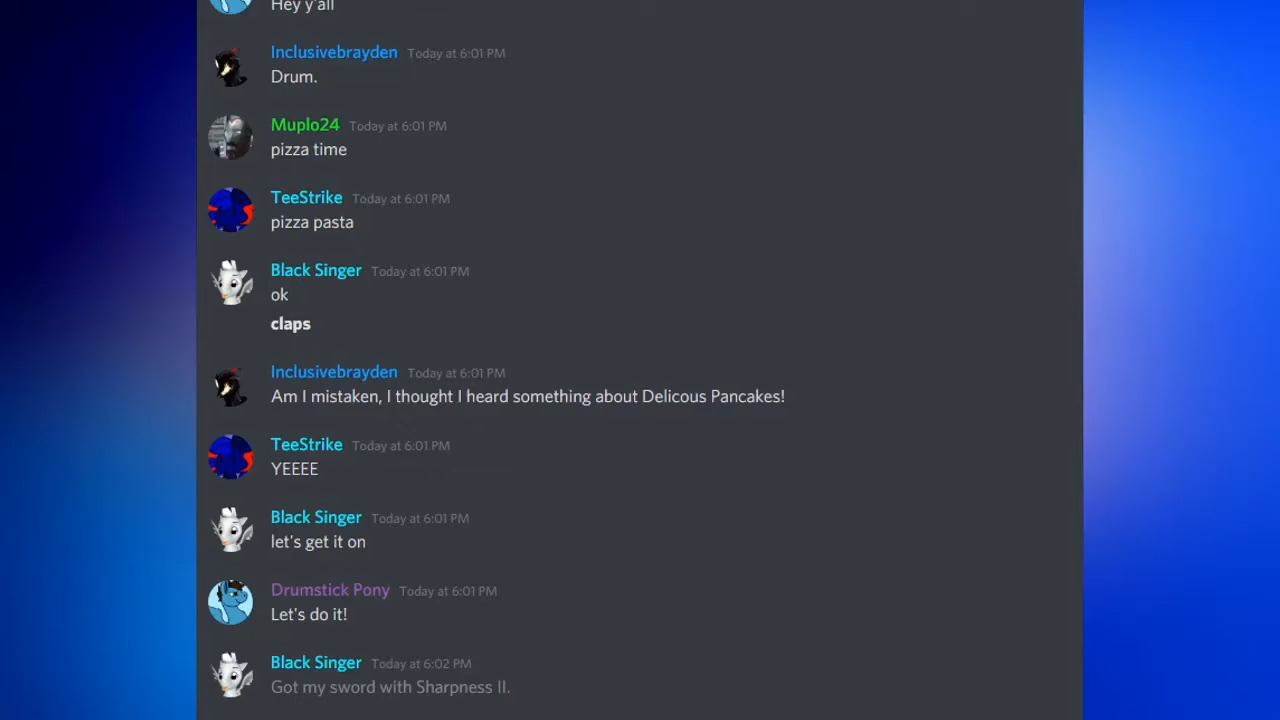 Hey y'all
Inclusivebrayden Today at 6:01 PM
Drum.
Muplo24 Today at 6:01 PM
pizza time
TeeStrike Today at 6:01 PM
pizza pasta
Black Singer Today at 6:01 PM
ok
claps
Inclusivebrayden Today at 6:01 PM
Am I mistaken, I thought I heard something about Delicous Pancakes!
TeeStrike Today at 6:01 PM
YEEEE
Black Singer Today at 6:01 PM
let's get it on
Drumstick Pony Today at 6:01 PM
Let's do it!
Black Singer Today at 6:02 PM
Got my sword with Sharpness II.